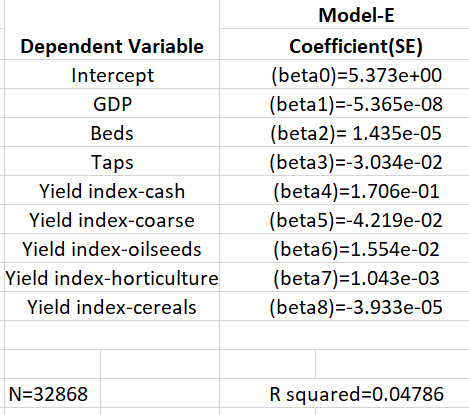 Model-E
Dependent Variable Coefficient(SE)
Intercept (beta0)=5.373e+00
GDP (beta1)=-5.365e-08
Beds (beta2)= 1.435e-05
Taps (beta3)=-3.034e-02
Yield index-cash (beta4)=1.706e-01
Yield index-coarse (beta5)=-4.219e-02
Yield index-oilseeds (beta6)=1.554e-02
Yield index-horticulture (beta7)=1.043e-03
Yield index-cereals (beta8)=-3.933e-05
N=32868 R squared=0.04786